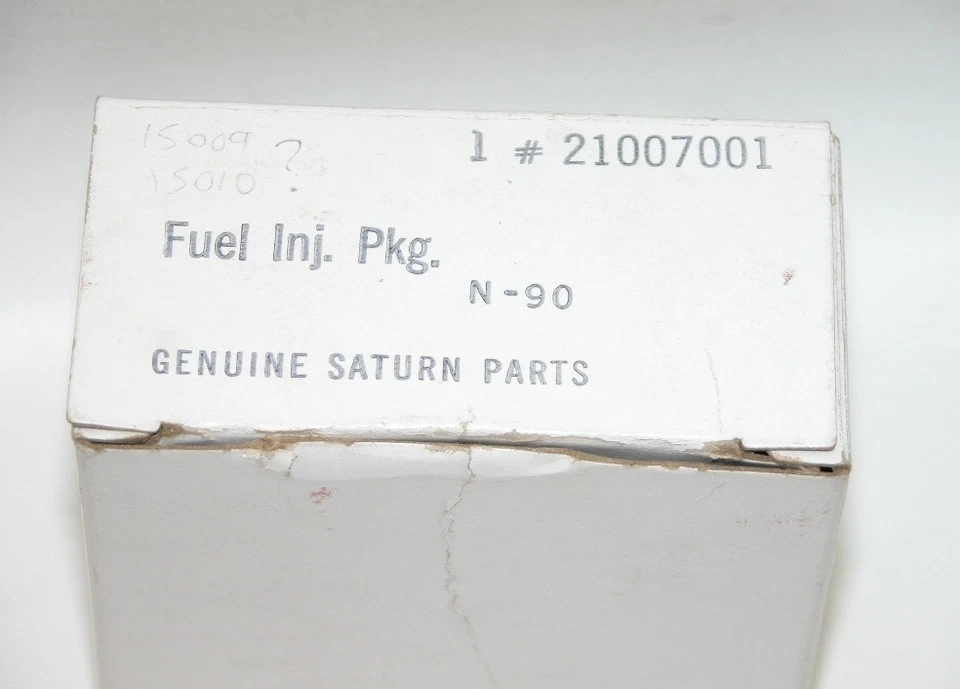 15009 ?
15010
1 # 21007001
Fuel Inj. Pkg.
N-90
GENUINE SATURN PARTS